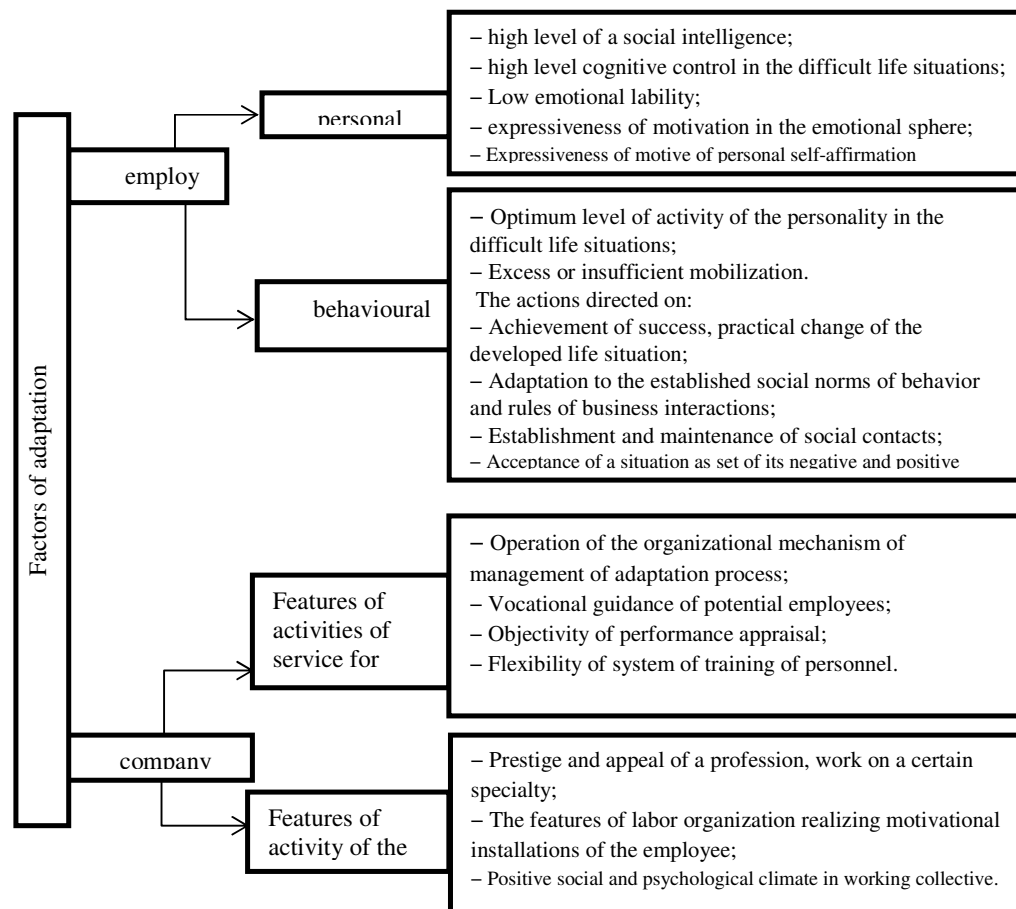 Factors of adaptation
employ
personal
– high level of a social intelligence;
– high level cognitive control in the difficult life situations;
– Low emotional lability;
– expressiveness of motivation in the emotional sphere;
– Expressiveness of motive of personal self-affirmation
behavioural
– Optimum level of activity of the personality in the
difficult life situations;
– Excess or insufficient mobilization.
The actions directed on:
– Achievement of success, practical change of the
developed life situation;
– Adaptation to the established social norms of behavior
and rules of business interactions;
– Establishment and maintenance of social contacts;
– Acceptance of a situation as set of its negative and positive
company
Features of
activities of
service for
– Operation of the organizational mechanism of
management of adaptation process;
– Vocational guidance of potential employees;
– Objectivity of performance appraisal;
– Flexibility of system of training of personnel.
Features of
activity of the
– Prestige and appeal of a profession, work on a certain
specialty;
– The features of labor organization realizing motivational
installations of the employee;
– Positive social and psychological climate in working collective.